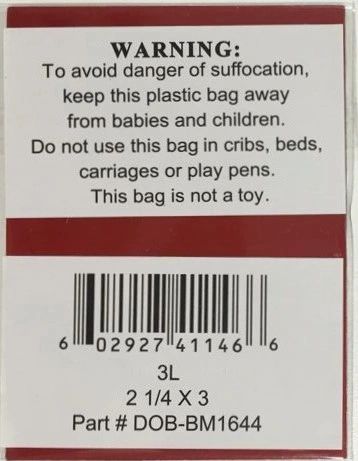 WARNING:
To avoid danger of suffocation,
keep this plastic bag away
from babies and children.
Do not use this bag in cribs, beds,
carriages or play pens.
This bag is not a toy.
6 02927 41146 6
3L
2 1/4 X 3
Part # DOB-BM1644